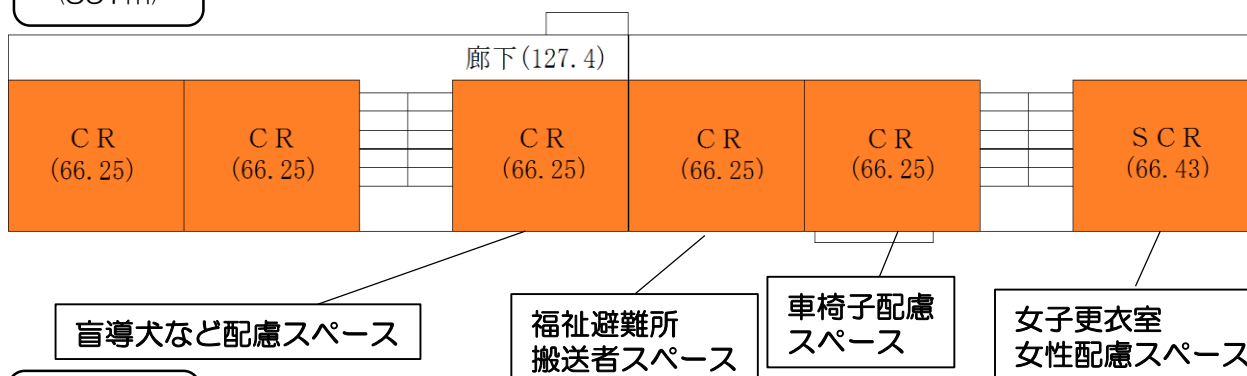 廊下(127.4)
CR
(66.25)
CR
(66.25)
CR
(66.25)
CR
(66.25)
CR
(66.25)
SCR
(66.43)
盲導犬など配慮スペース
福祉避難所
搬送者スペース
車椅子配慮
スペース
女子更衣室
女性配慮スペース